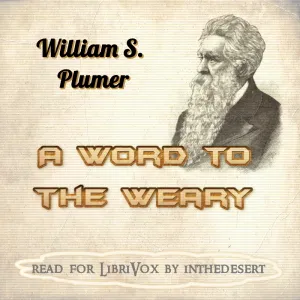 William S.
Plumer
A WORD TO
THE WEARY
READ FOR LIBRIVOX BY INTHEDESERT